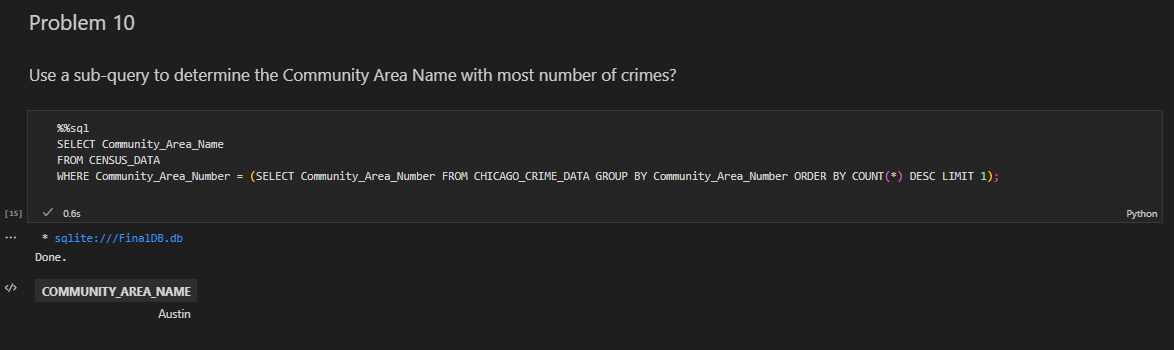 Problem 10
Use a sub-query to determine the Community Area Name with most number of crimes?
%%sql
SELECT Community_Area_Name
FROM CENSUS_DATA
WHERE Community_Area_Number = (SELECT Community_Area_Number FROM CHICAGO_CRIME_DATA GROUP BY Community_Area_Number ORDER BY COUNT(*) DESC LIMIT 1);
[15] ✓ 0.6s Python
... * sqlite:///FinalDB.db
Done.
</> COMMUNITY_AREA_NAME
Austin